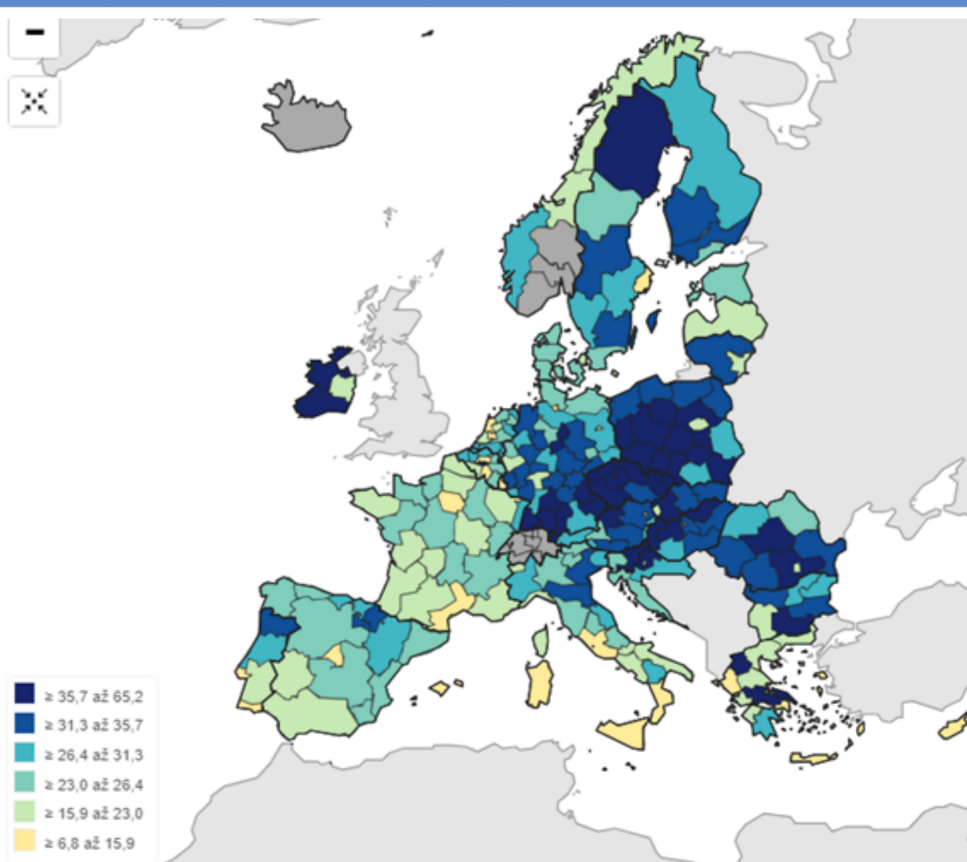 ≥ 35,7 až 65,2
≥ 31,3 až 35,7
≥ 26,4 až 31,3
≥ 23,0 až 26,4
≥ 15,9 až 23,0
≥ 6,8 až 15,9